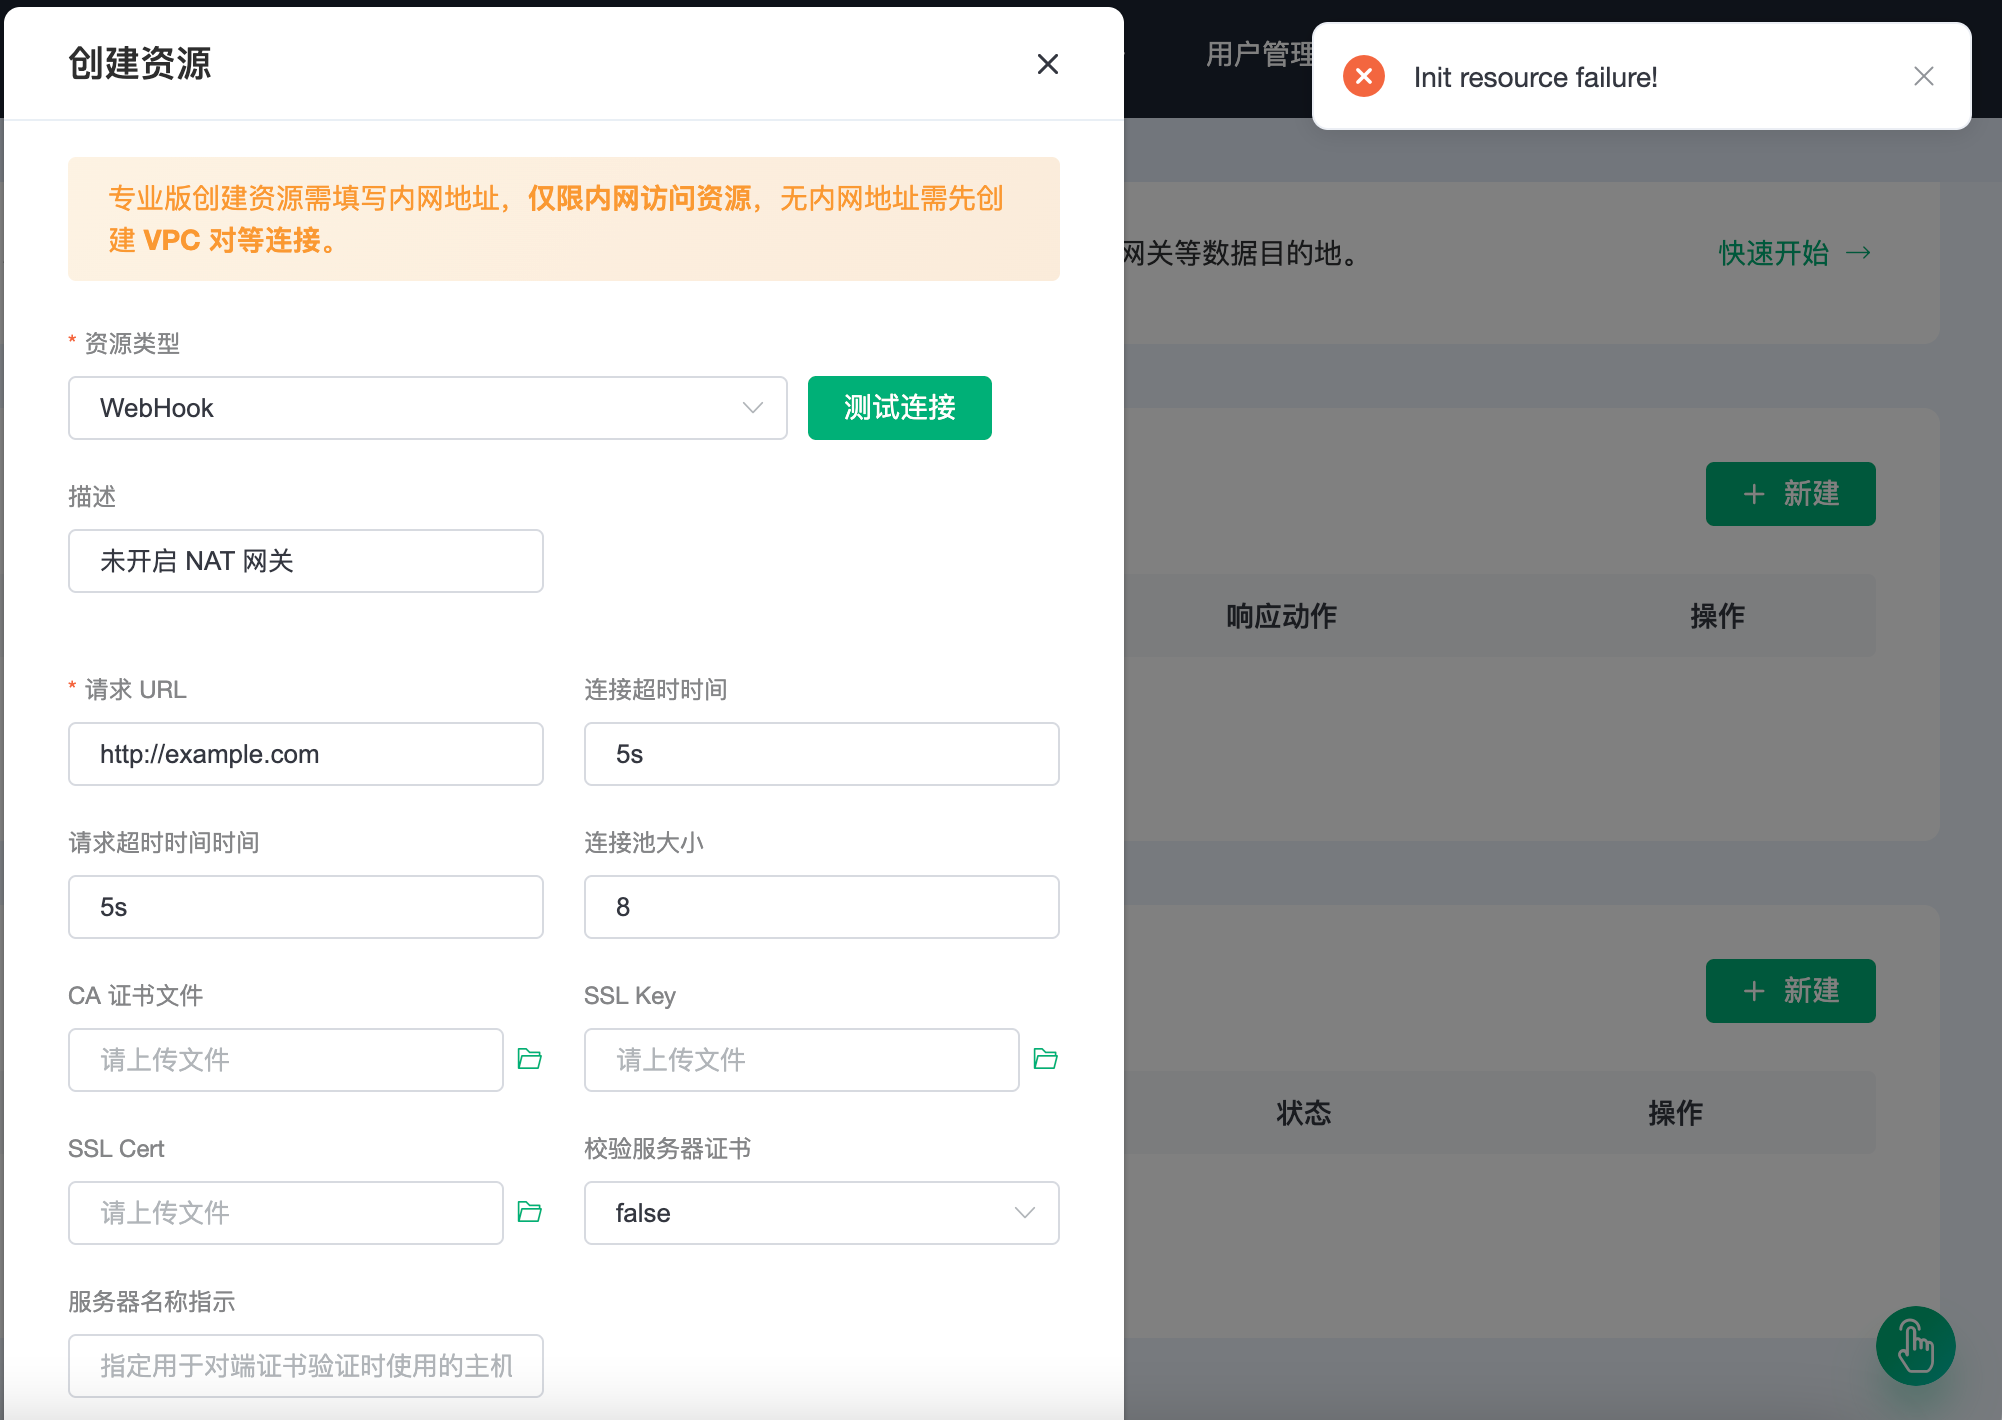 创建资源
用户管理
Init resource failure!
专业版创建资源需填写内网地址，仅限内网访问资源，无内网地址需先创
建 VPC 对等连接。
网关等数据目的地。
快速开始 →
* 资源类型
WebHook
测试连接
描述
未开启 NAT 网关
+ 新建
响应动作
操作
* 请求 URL
连接超时时间
http://example.com
5s
请求超时时间时间
连接池大小
5s
8
CA 证书文件
SSL Key
请上传文件
请上传文件
+ 新建
状态
操作
SSL Cert
校验服务器证书
请上传文件
false
服务器名称指示
指定用于对端证书验证时使用的主机